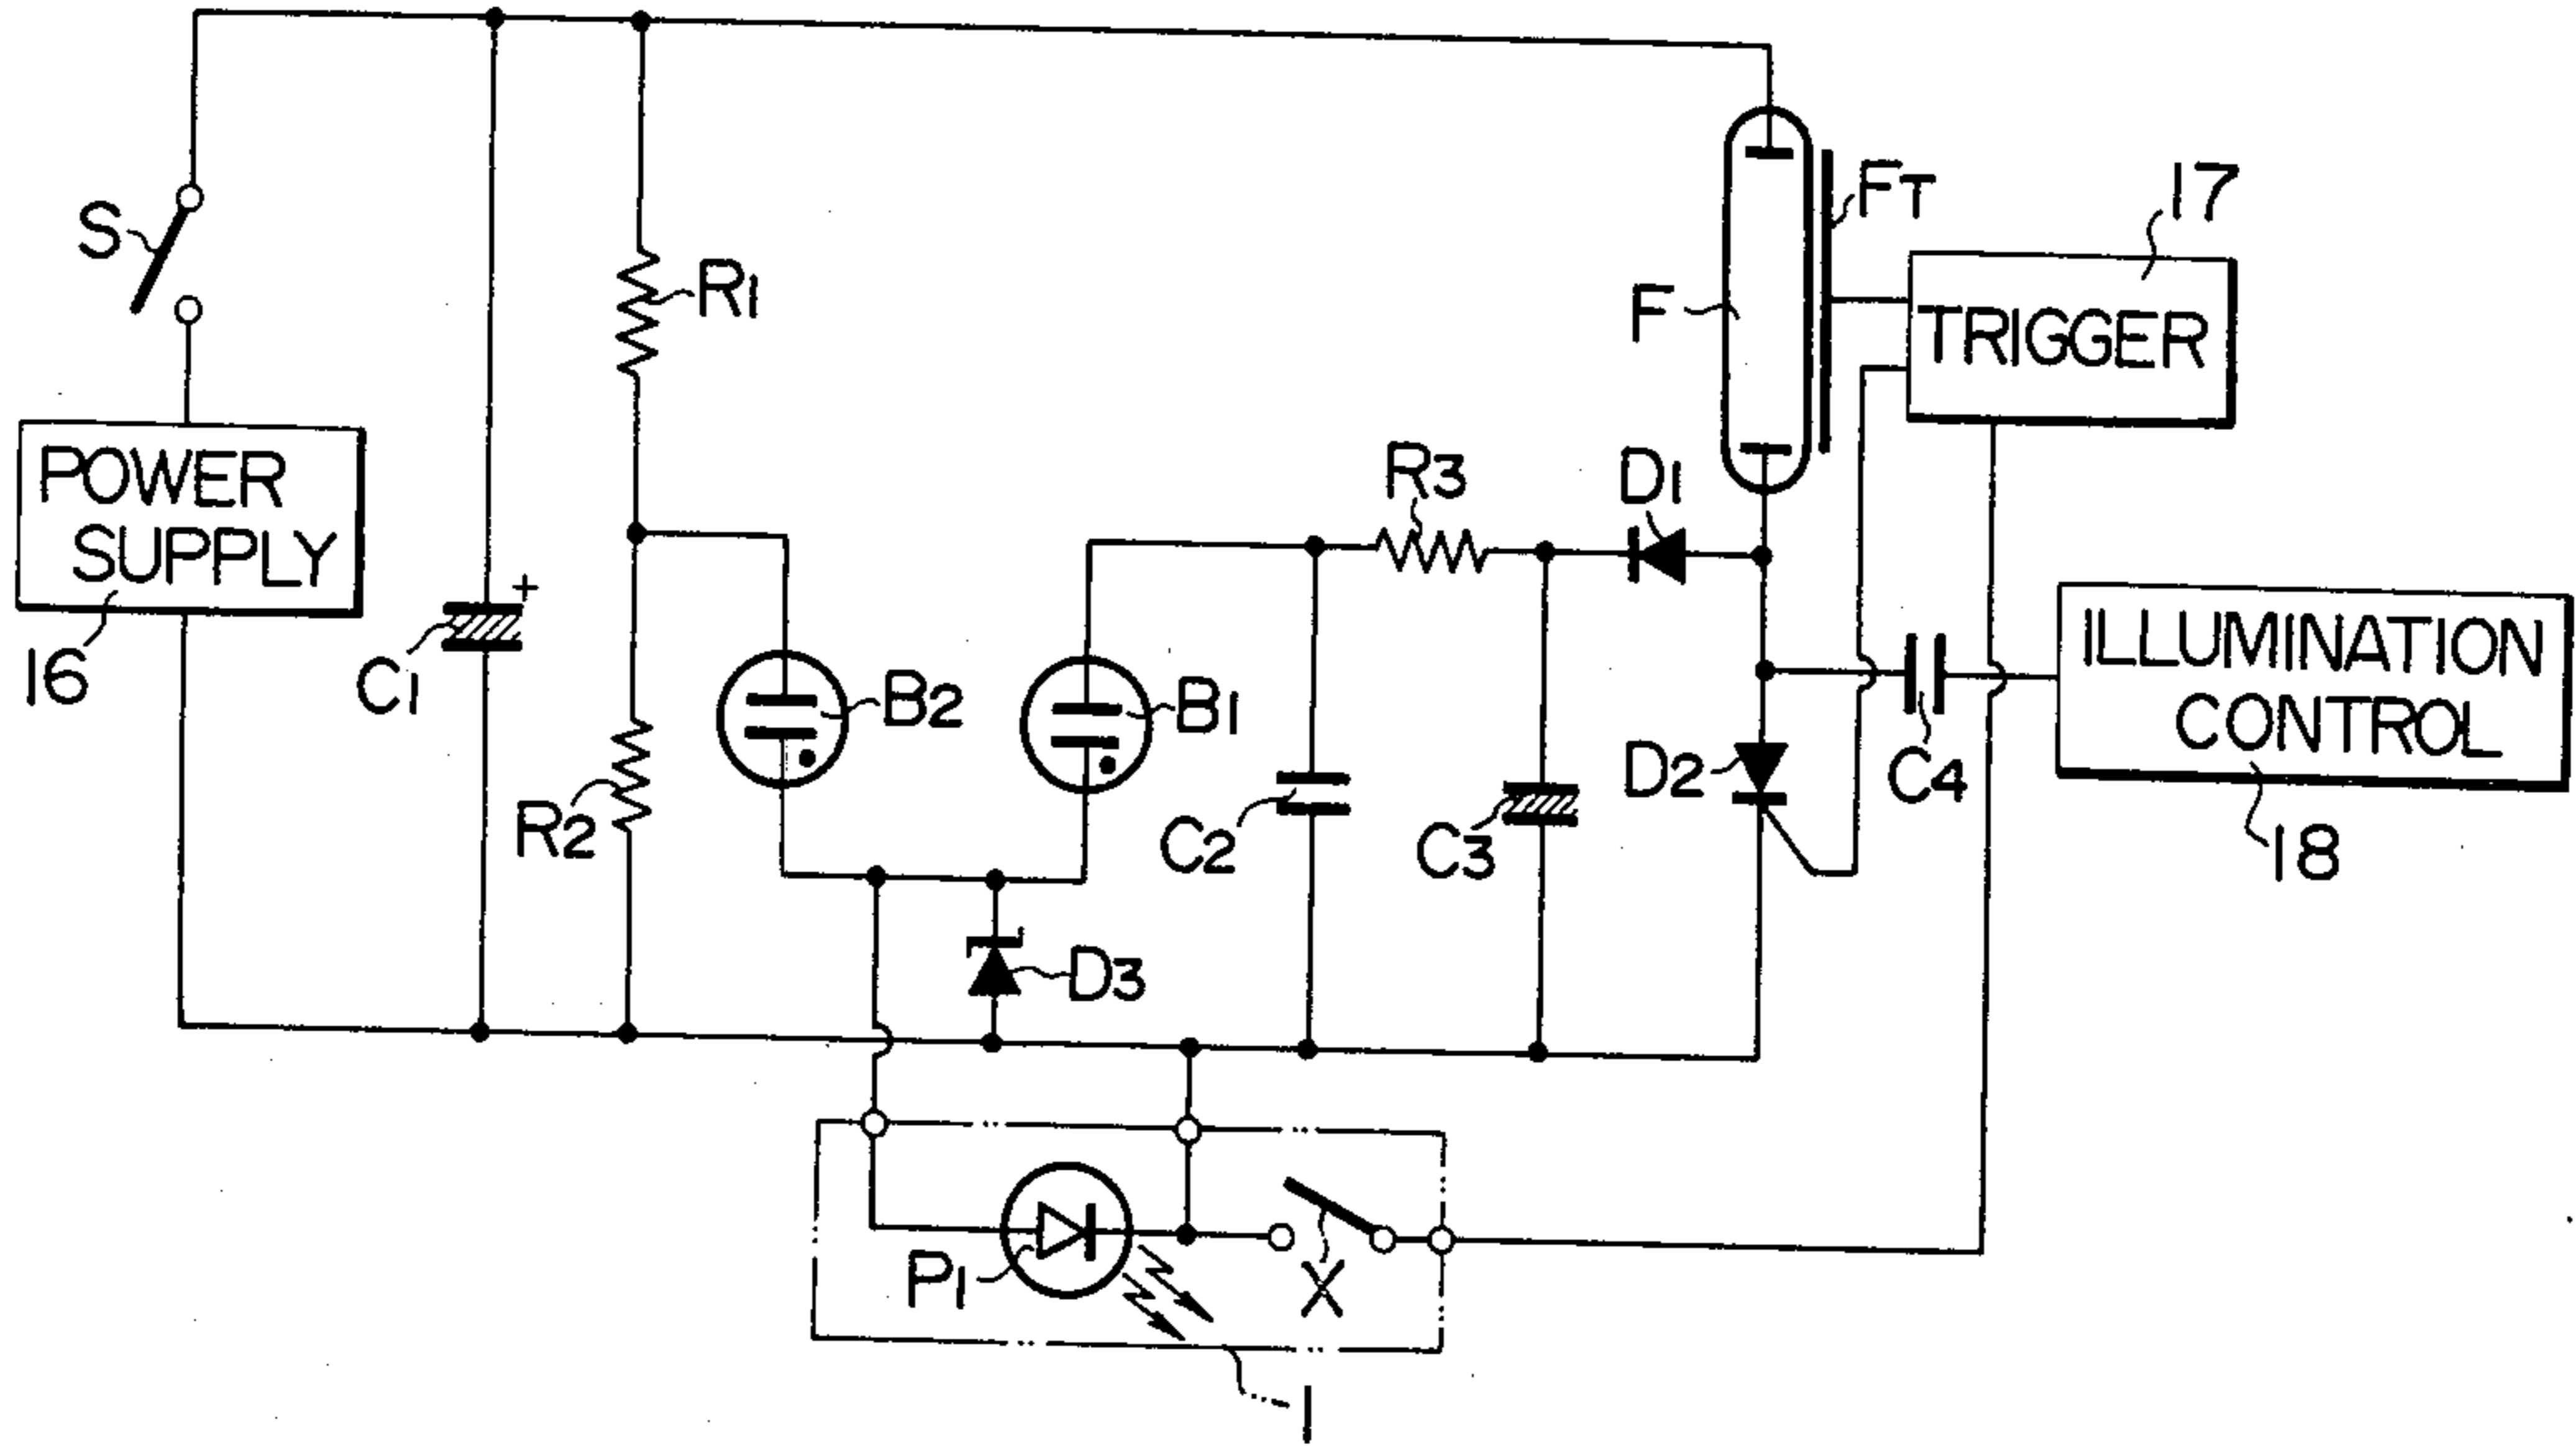 S
POWER
SUPPLY
16
C1
+
R1
R2
B2
B1
D3
C2
R3
C3
D1
D2
F
FT
17
TRIGGER
C4
ILLUMINATION
CONTROL
18
P1
X
1